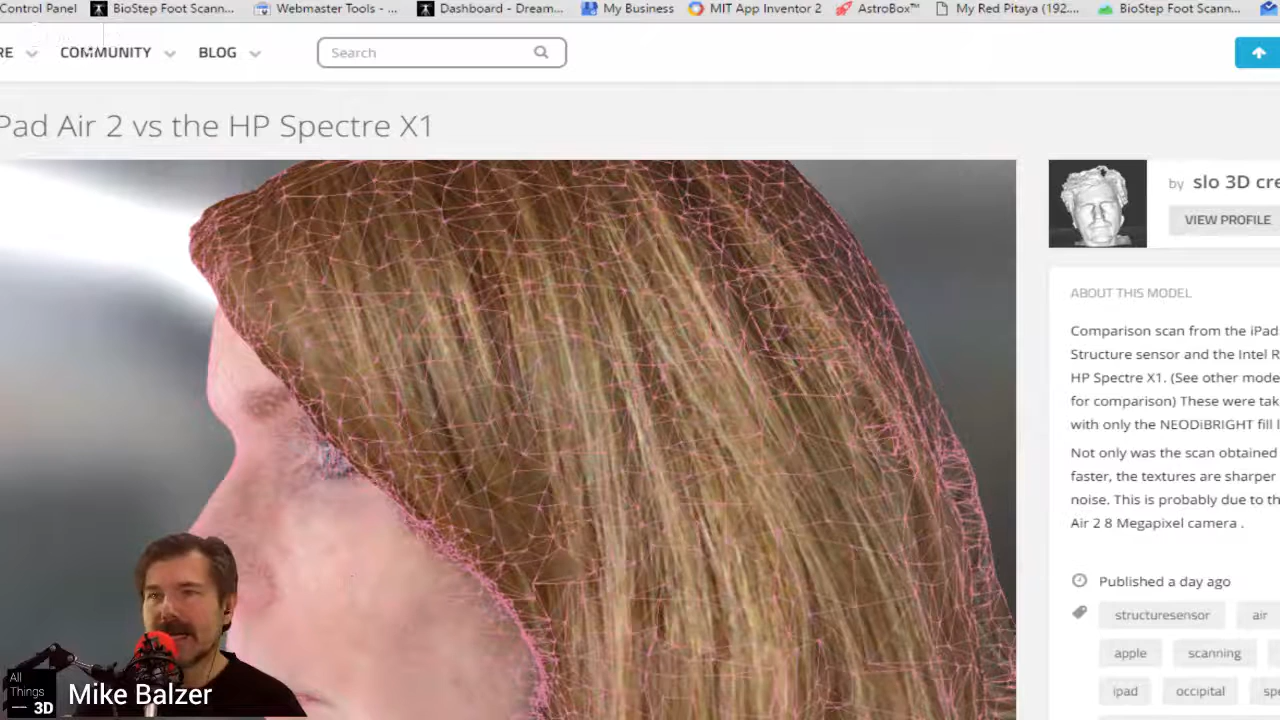 Control Panel BioStep Foot Scann... Webmaster Tools - ... Dashboard - Dream... My Business MIT App Inventor 2 AstroBox™ My Red Pitaya (192.... BioStep Foot Scann...
RE COMMUNITY BLOG Search
Pad Air 2 vs the HP Spectre X1
by slo 3D cre
VIEW PROFILE
ABOUT THIS MODEL
Comparison scan from the iPad
Structure sensor and the Intel R
HP Spectre X1. (See other mode
for comparison) These were tak
with only the NEODiBRIGHT fill l
Not only was the scan obtained
faster, the textures are sharper
noise. This is probably due to th
Air 2 8 Megapixel camera .
Published a day ago
structuresensor air
apple scanning
ipad occipital spe
All
Things
3D
Mike Balzer